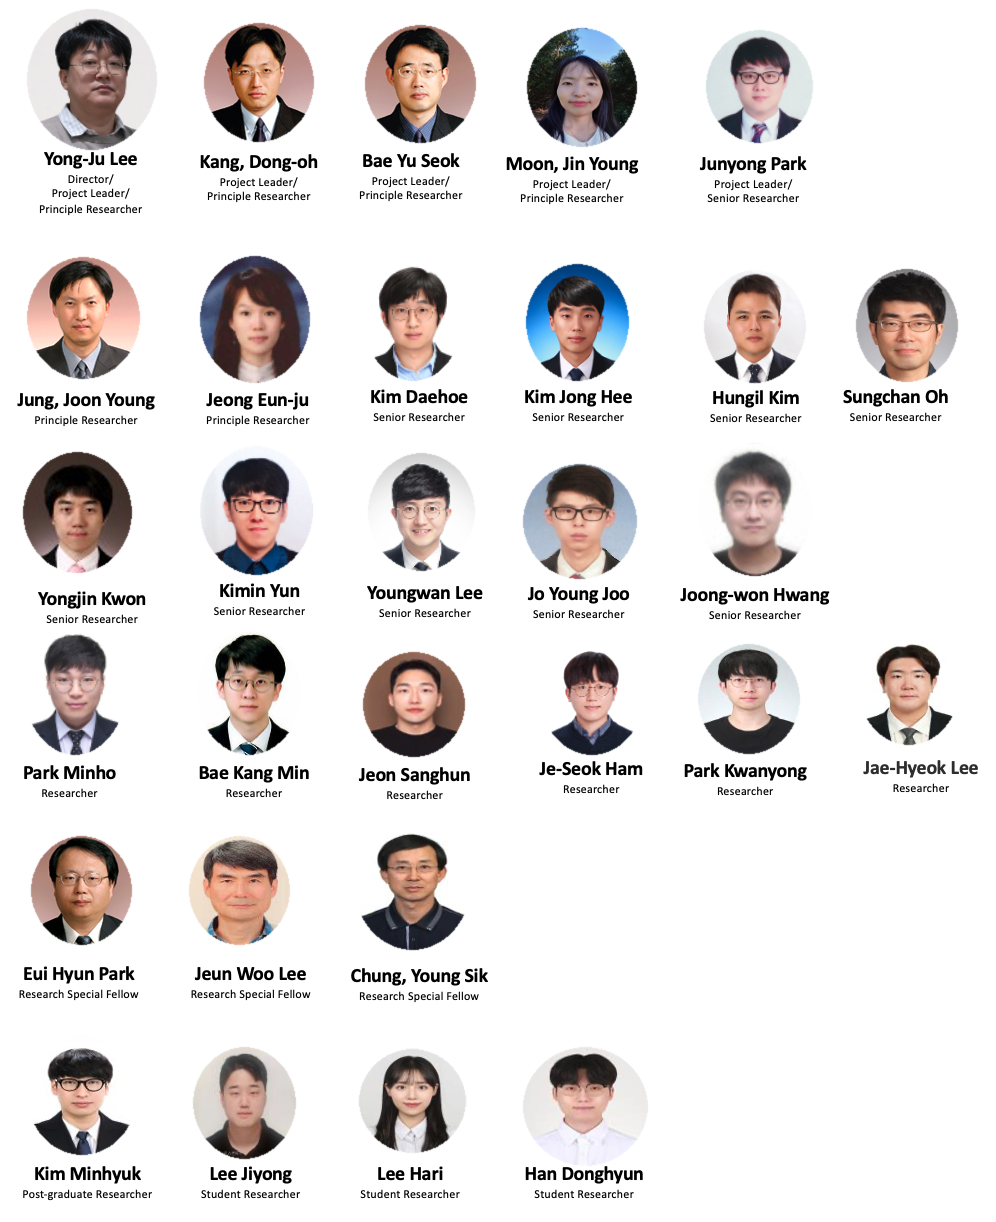 Yong-Ju Lee
Director/
Project Leader/
Principle Researcher
Kang, Dong-oh
Project Leader/
Principle Researcher
Bae Yu Seok
Project Leader/
Principle Researcher
Moon, Jin Young
Project Leader/
Principle Researcher
Junyong Park
Project Leader/
Senior Researcher
Jung, Joon Young
Principle Researcher
Jeong Eun-ju
Principle Researcher
Kim Daehoe
Senior Researcher
Kim Jong Hee
Senior Researcher
Hungil Kim
Senior Researcher
Sungchan Oh
Senior Researcher
Yongjin Kwon
Senior Researcher
Kimin Yun
Senior Researcher
Youngwan Lee
Senior Researcher
Jo Young Joo
Senior Researcher
Joong-won Hwang
Senior Researcher
Park Minho
Researcher
Bae Kang Min
Researcher
Jeon Sanghun
Researcher
Je-Seok Ham
Researcher
Park Kwanyong
Researcher
Jae-Hyeok Lee
Researcher
Eui Hyun Park
Research Special Fellow
Jeun Woo Lee
Research Special Fellow
Chung, Young Sik
Research Special Fellow
Kim Minhyuk
Post-graduate Researcher
Lee Jiyong
Student Researcher
Lee Hari
Student Researcher
Han Donghyun
Student Researcher